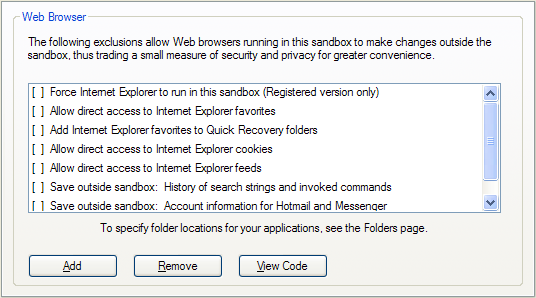 Web Browser
The following exclusions allow Web browsers running in this sandbox to make changes outside the
sandbox, thus trading a small measure of security and privacy for greater convenience.
[ ] Force Internet Explorer to run in this sandbox (Registered version only)
[ ] Allow direct access to Internet Explorer favorites
[ ] Add Internet Explorer favorites to Quick Recovery folders
[ ] Allow direct access to Internet Explorer cookies
[ ] Allow direct access to Internet Explorer feeds
[ ] Save outside sandbox: History of search strings and invoked commands
[ ] Save outside sandbox: Account information for Hotmail and Messenger
To specify folder locations for your applications, see the Folders page.
Add Remove View Code